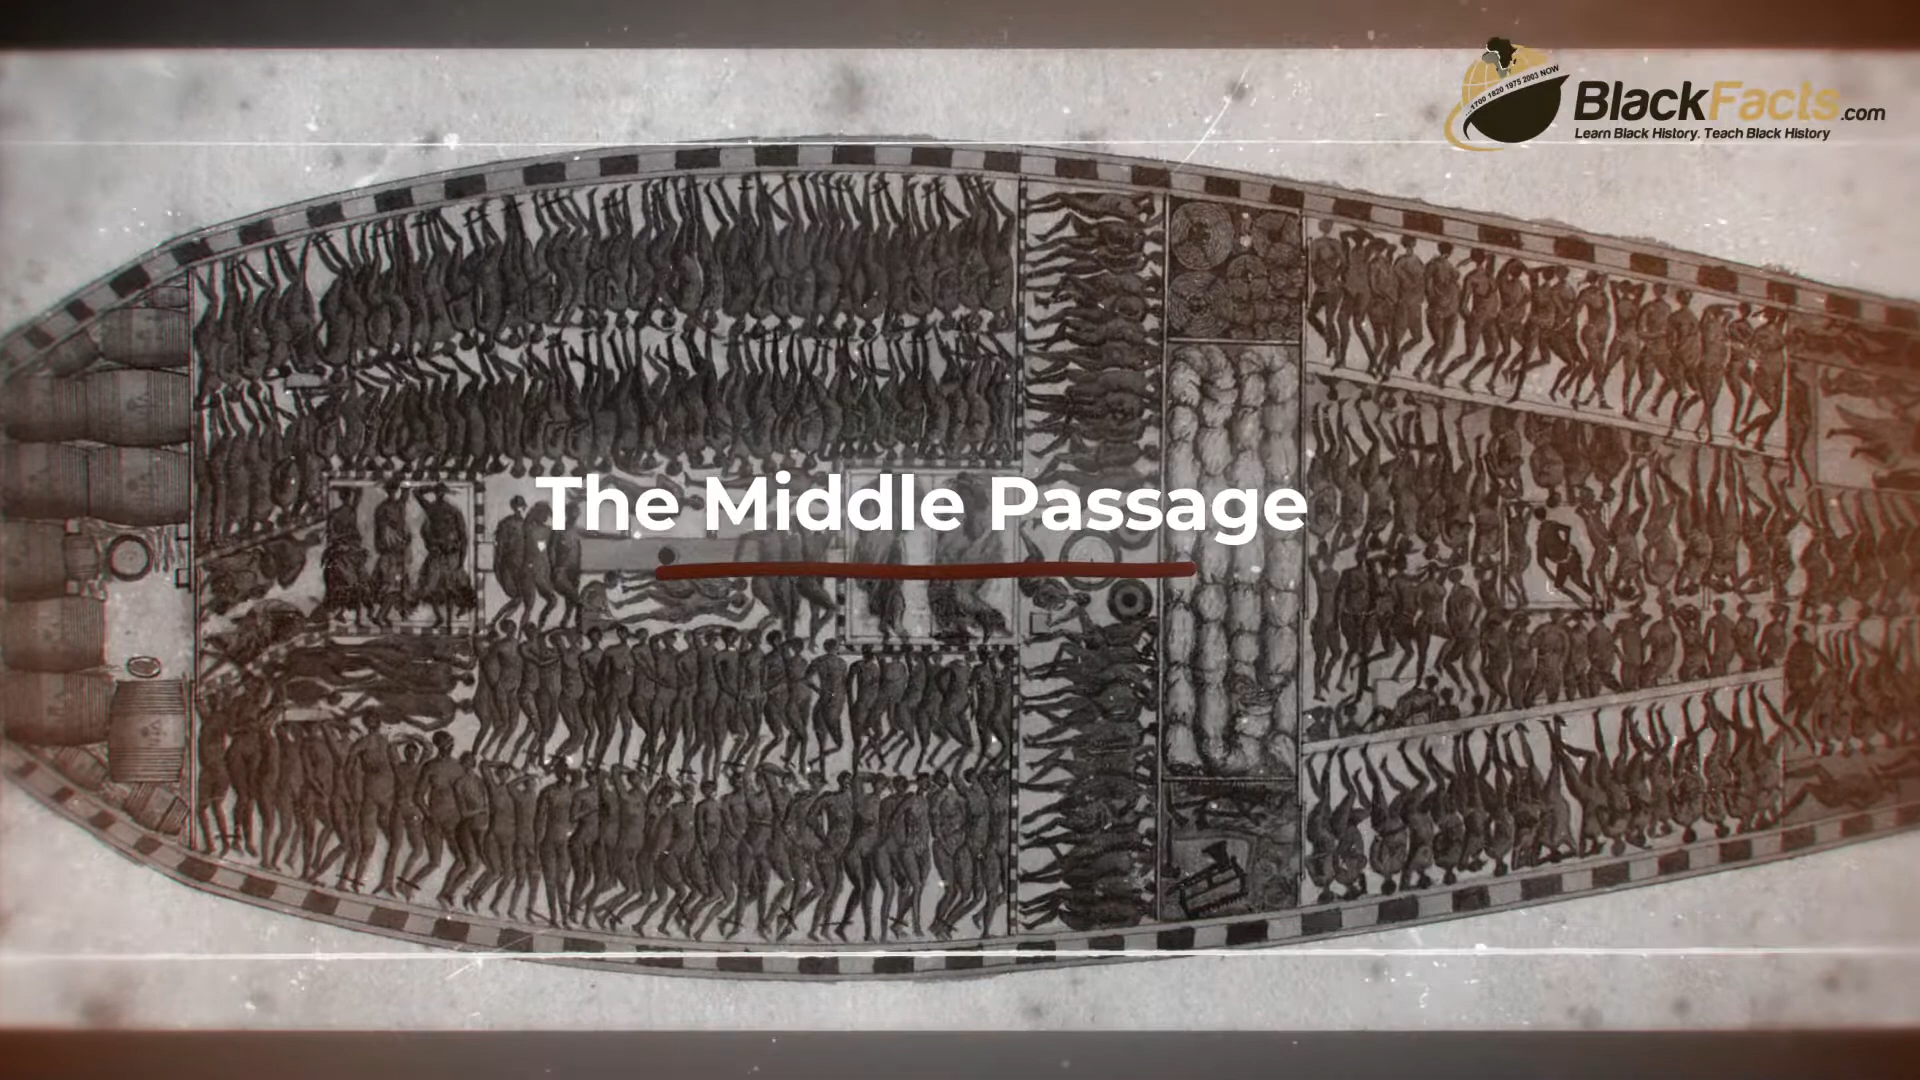 1700 1820 1975 2003 NOW
BlackFacts.com
Learn Black History. Teach Black History
The Middle Passage